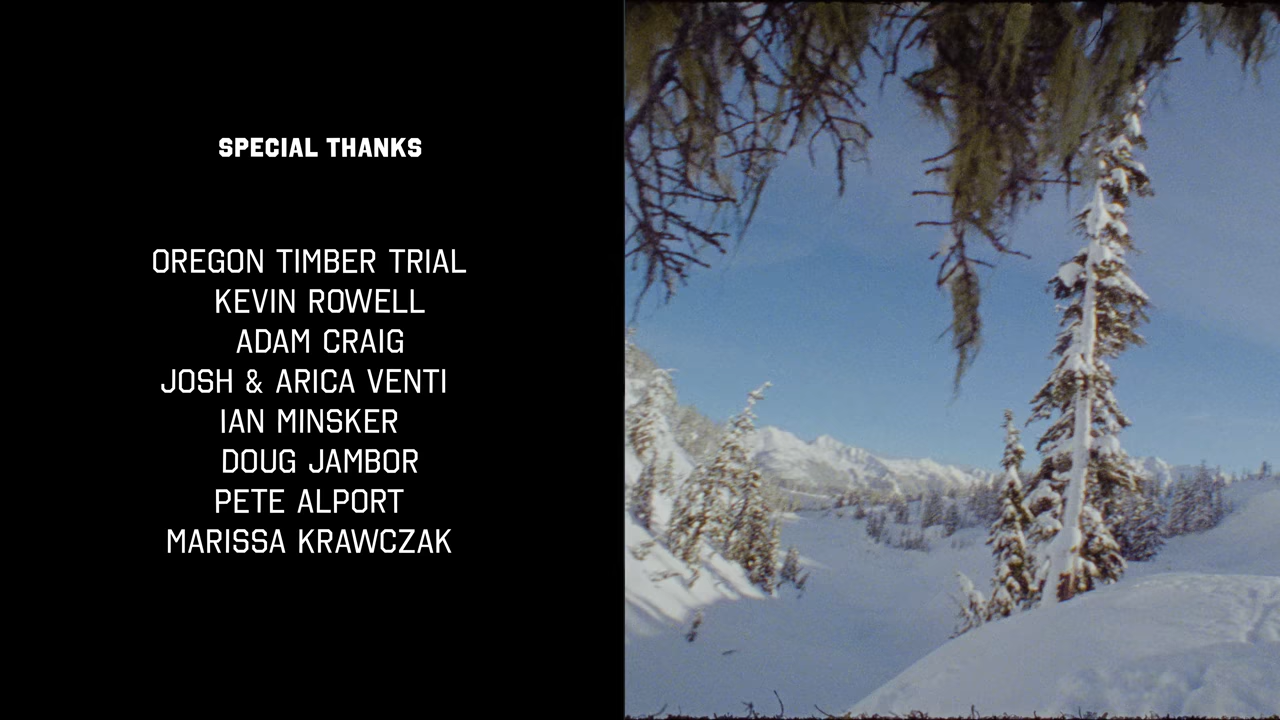 SPECIAL THANKS
OREGON TIMBER TRIAL
KEVIN ROWELL
ADAM CRAIG
JOSH & ARICA VENTI
IAN MINSKER
DOUG JAMBOR
PETE ALPORT
MARISSA KRAWCZAK